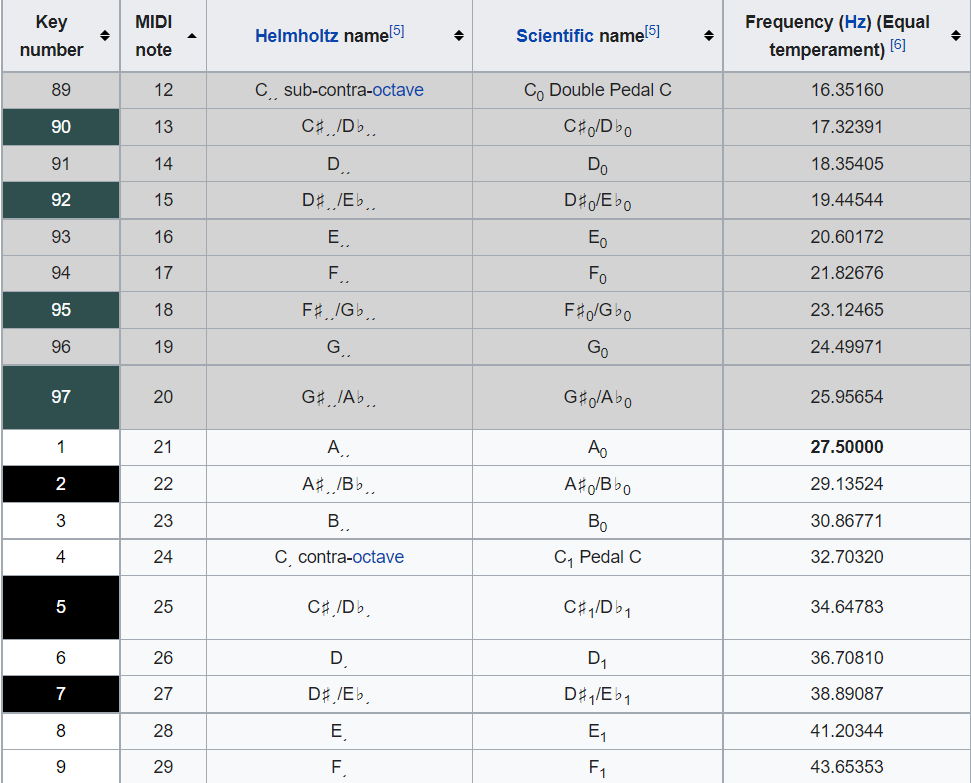 Key number MIDI note Helmholtz name[5] Scientific name[5] Frequency (Hz) (Equal temperament) [6]
89 12 C͵͵ sub-contra-octave C₀ Double Pedal C 16.35160
90 13 C♯͵͵/D♭͵͵ C♯₀/D♭₀ 17.32391
91 14 D͵͵ D₀ 18.35405
92 15 D♯͵͵/E♭͵͵ D♯₀/E♭₀ 19.44544
93 16 E͵͵ E₀ 20.60172
94 17 F͵͵ F₀ 21.82676
95 18 F♯͵͵/G♭͵͵ F♯₀/G♭₀ 23.12465
96 19 G͵͵ G₀ 24.49971
97 20 G♯͵͵/A♭͵͵ G♯₀/A♭₀ 25.95654
1 21 A͵͵ A₀ 27.50000
2 22 A♯͵͵/B♭͵͵ A♯₀/B♭₀ 29.13524
3 23 B͵͵ B₀ 30.86771
4 24 C͵ contra-octave C₁ Pedal C 32.70320
5 25 C♯͵/D♭͵ C♯₁/D♭₁ 34.64783
6 26 D͵ D₁ 36.70810
7 27 D♯͵/E♭͵ D♯₁/E♭₁ 38.89087
8 28 E͵ E₁ 41.20344
9 29 F͵ F₁ 43.65353